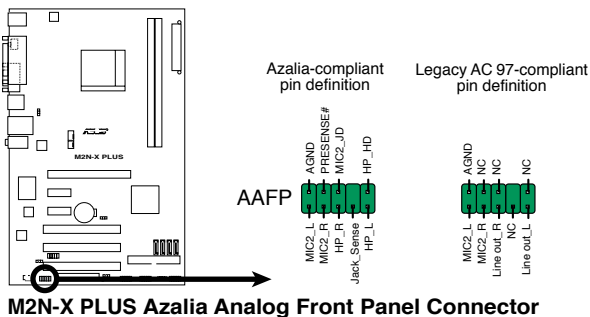 Azalia-compliant
pin definition
Legacy AC 97-compliant
pin definition
ASUS
M2N-X PLUS
AAFP
AGND
PRESENSE#
MIC2_JD
HP_HD
MIC2_L
MIC2_R
HP_R
Jack_Sense
HP_L
AGND
NC
NC
NC
MIC2_L
MIC2_R
Line out_R
NC
Line out_L
M2N-X PLUS Azalia Analog Front Panel Connector